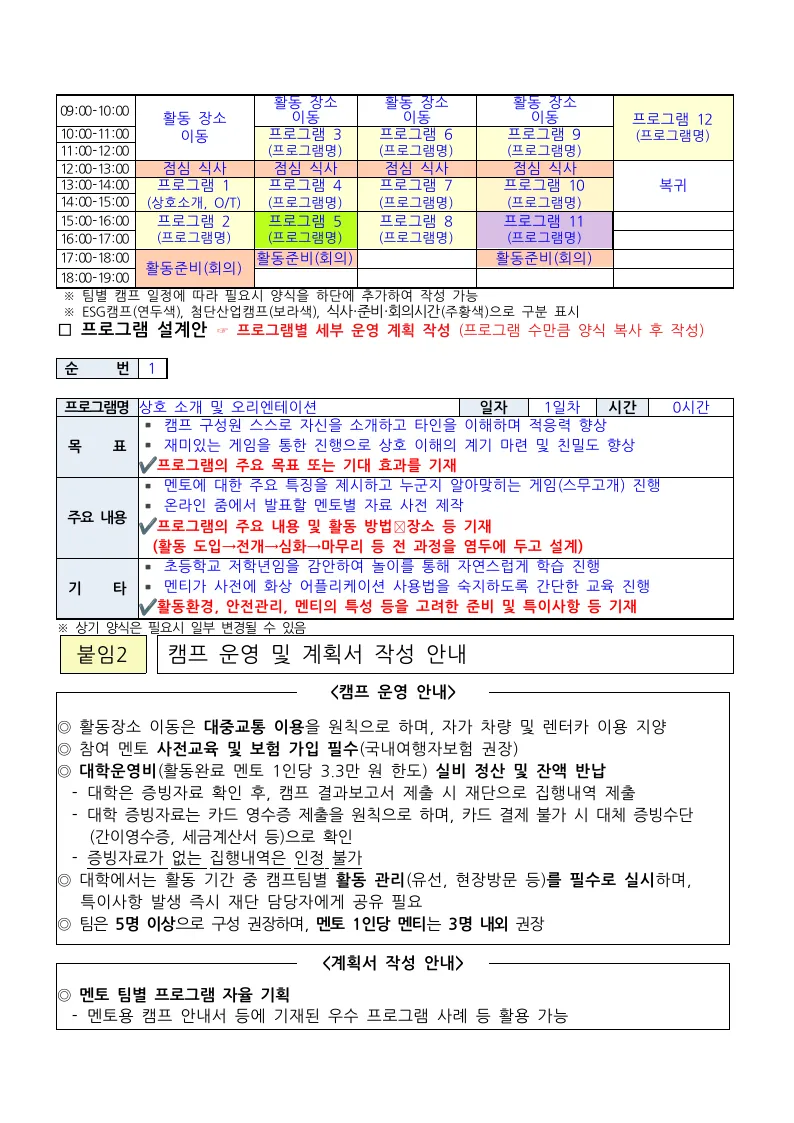 09:00-10:00 활동 장소 이동 활동 장소 이동 활동 장소 이동 활동 장소 이동 프로그램 12 (프로그램명)
10:00-11:00 프로그램 3 프로그램 6 프로그램 9
11:00-12:00 (프로그램명) (프로그램명) (프로그램명)
12:00-13:00 점심 식사 점심 식사 점심 식사 점심 식사 복귀
13:00-14:00 프로그램 1 프로그램 4 프로그램 7 프로그램 10
14:00-15:00 (상호소개, O/T) (프로그램명) (프로그램명) (프로그램명)
15:00-16:00 프로그램 2 프로그램 5 프로그램 8 프로그램 11
16:00-17:00 (프로그램명) (프로그램명) (프로그램명) (프로그램명)
17:00-18:00 활동준비(회의) 활동준비(회의) 활동준비(회의)
18:00-19:00
※ 팀별 캠프 일정에 따라 필요시 양식을 하단에 추가하여 작성 가능
※ ESG캠프(연두색), 첨단산업캠프(보라색), 식사·준비·회의시간(주황색)으로 구분 표시
□ 프로그램 설계안 ☞ 프로그램별 세부 운영 계획 작성 (프로그램 수만큼 양식 복사 후 작성)
순 번 1
프로그램명 상호 소개 및 오리엔테이션 일자 1일차 시간 0시간
목 표
▪ 캠프 구성원 스스로 자신을 소개하고 타인을 이해하며 적응력 향상
▪ 재미있는 게임을 통한 진행으로 상호 이해의 계기 마련 및 친밀도 향상
✔프로그램의 주요 목표 또는 기대 효과를 기재
주요 내용
▪ 멘토에 대한 주요 특징을 제시하고 누군지 알아맞히는 게임(스무고개) 진행
▪ 온라인 줌에서 발표할 멘토별 자료 사전 제작
✔프로그램의 주요 내용 및 활동 방법 장소 등 기재
(활동 도입→전개→심화→마무리 등 전 과정을 염두에 두고 설계)
기 타
▪ 초등학교 저학년임을 감안하여 놀이를 통해 자연스럽게 학습 진행
▪ 멘티가 사전에 화상 어플리케이션 사용법을 숙지하도록 간단한 교육 진행
✔활동환경, 안전관리, 멘티의 특성 등을 고려한 준비 및 특이사항 등 기재
※ 상기 양식은 필요시 일부 변경될 수 있음
붙임2 캠프 운영 및 계획서 작성 안내
<캠프 운영 안내>
◎ 활동장소 이동은 대중교통 이용을 원칙으로 하며, 자가 차량 및 렌터카 이용 지양
◎ 참여 멘토 사전교육 및 보험 가입 필수(국내여행자보험 권장)
◎ 대학운영비(활동완료 멘토 1인당 3.3만 원 한도) 실비 정산 및 잔액 반납
- 대학은 증빙자료 확인 후, 캠프 결과보고서 제출 시 재단으로 집행내역 제출
- 대학 증빙자료는 카드 영수증 제출을 원칙으로 하며, 카드 결제 불가 시 대체 증빙수단
(간이영수증, 세금계산서 등)으로 확인
- 증빙자료가 없는 집행내역은 인정 불가
◎ 대학에서는 활동 기간 중 캠프팀별 활동 관리(유선, 현장방문 등)를 필수로 실시하며,
특이사항 발생 즉시 재단 담당자에게 공유 필요
◎ 팀은 5명 이상으로 구성 권장하며, 멘토 1인당 멘티는 3명 내외 권장
<계획서 작성 안내>
◎ 멘토 팀별 프로그램 자율 기획
- 멘토용 캠프 안내서 등에 기재된 우수 프로그램 사례 등 활용 가능